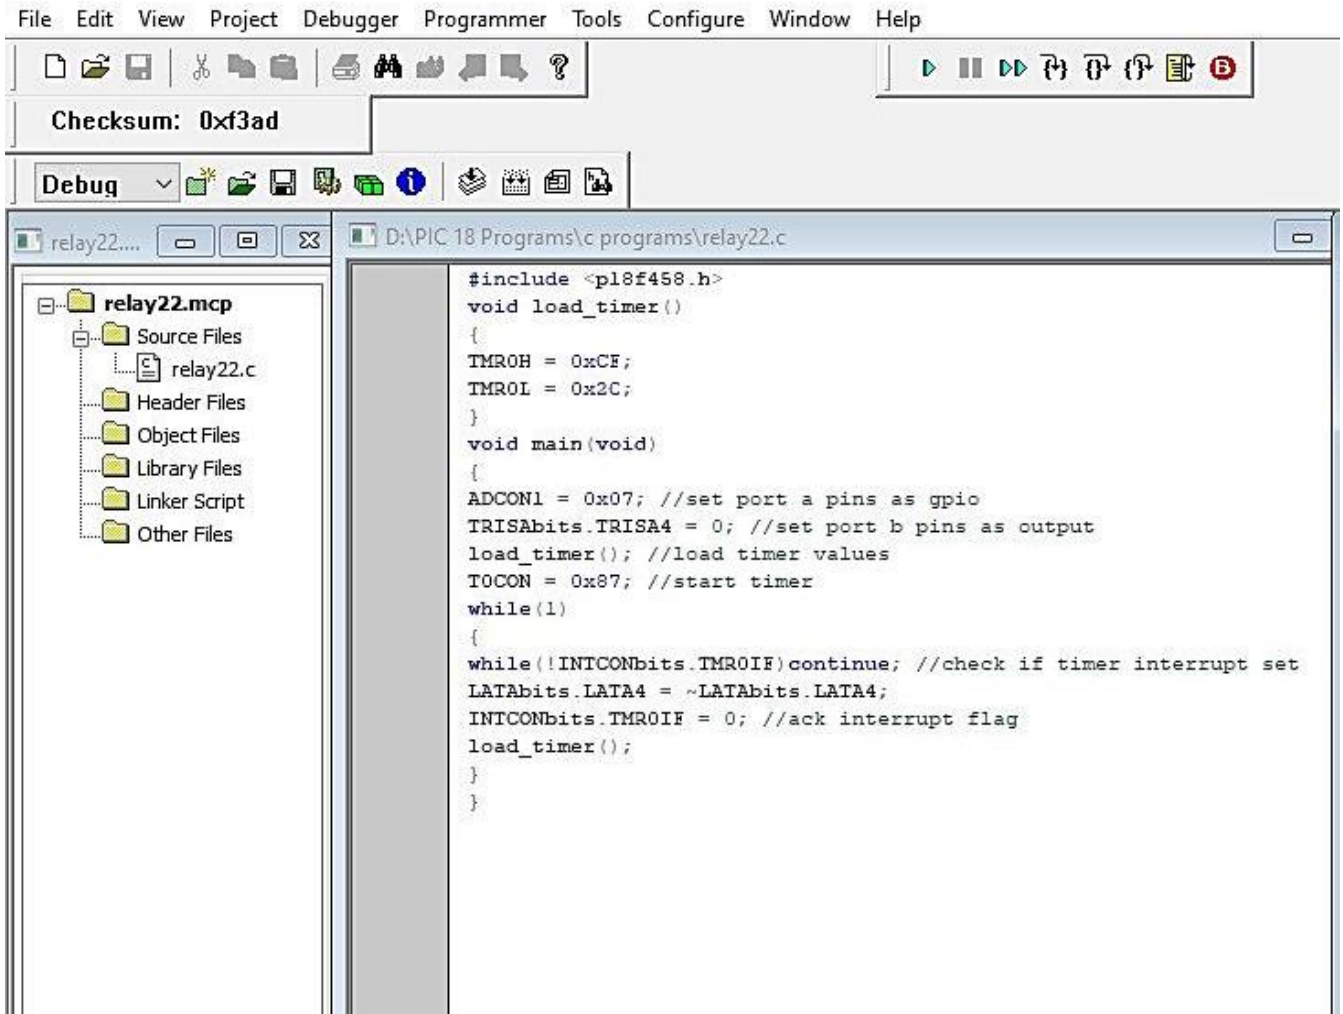 File Edit View Project Debugger Programmer Tools Configure Window Help
Checksum: 0xf3ad
Debug
relay22....
D:\PIC 18 Programs\c programs\relay22.c
relay22.mcp
Source Files
relay22.c
Header Files
Object Files
Library Files
Linker Script
Other Files
#include <p18f458.h>
void load_timer()
{
TMR0H = 0xCF;
TMR0L = 0x2C;
}
void main(void)
{
ADCON1 = 0x07; //set port a pins as gpio
TRISAbits.TRISA4 = 0; //set port b pins as output
load_timer(); //load timer values
T0CON = 0x87; //start timer
while(1)
{
while(!INTCONbits.TMR0IF)continue; //check if timer interrupt set
LATAbits.LATA4 = ~LATAbits.LATA4;
INTCONbits.TMR0IF = 0; //ack interrupt flag
load_timer();
}
}